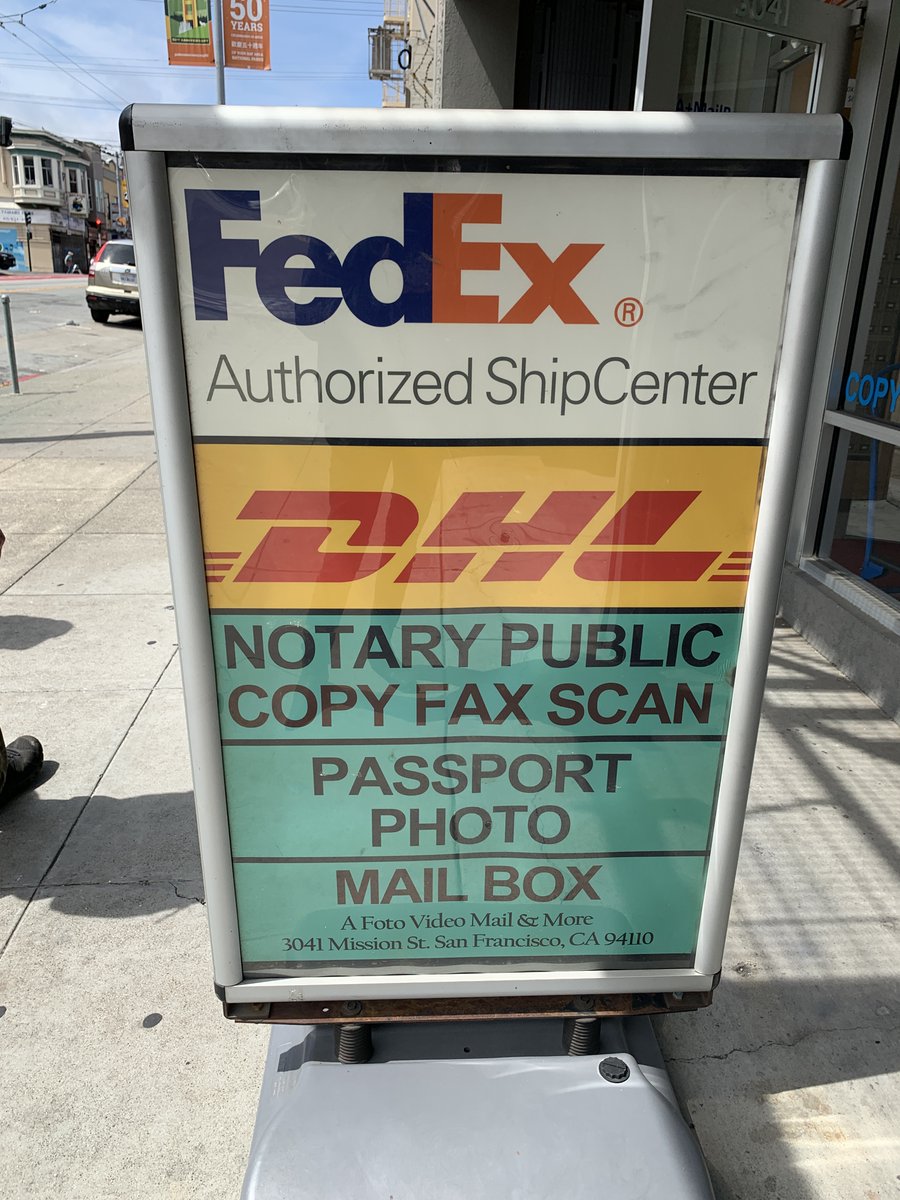 50
YEARS
3041
FedEx®
Authorized ShipCenter
DHL
COPY
NOTARY PUBLIC
COPY FAX SCAN
PASSPORT
PHOTO
MAIL BOX
A Foto Video Mail & More
3041 Mission St. San Francisco, CA 94110